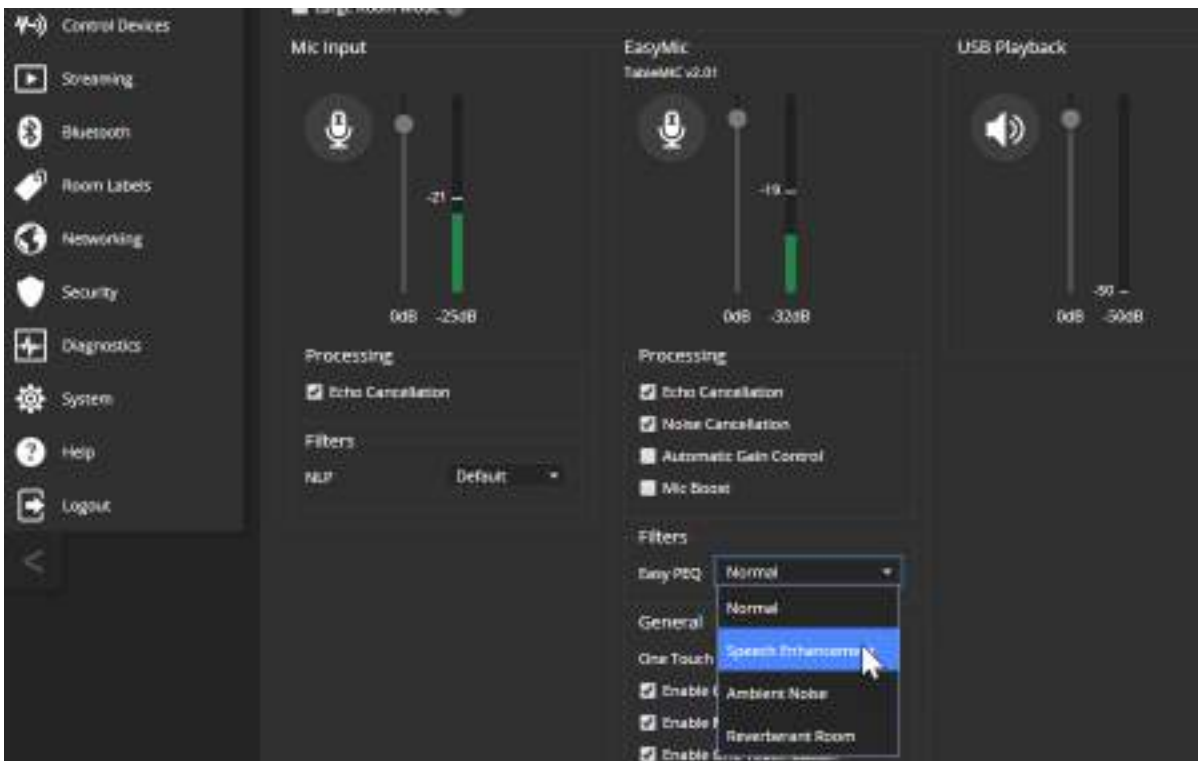 Large Room Mode
Control Devices
Streaming
Bluetooth
Room Labels
Networking
Security
Diagnostics
System
Help
Logout
<
Mic Input
-21
0dB -25dB
Processing
Echo Cancellation
Filters
NLP Default
EasyMic
TableMIC v2.01
-19
0dB -32dB
Processing
Echo Cancellation
Noise Cancellation
Automatic Gain Control
Mic Boost
Filters
Easy PEQ Normal
Normal
Speech Enhancement
Ambient Noise
Reverberant Room
General
One Touch
Enable
Enable
Enable
USB Playback
-50
0dB -50dB